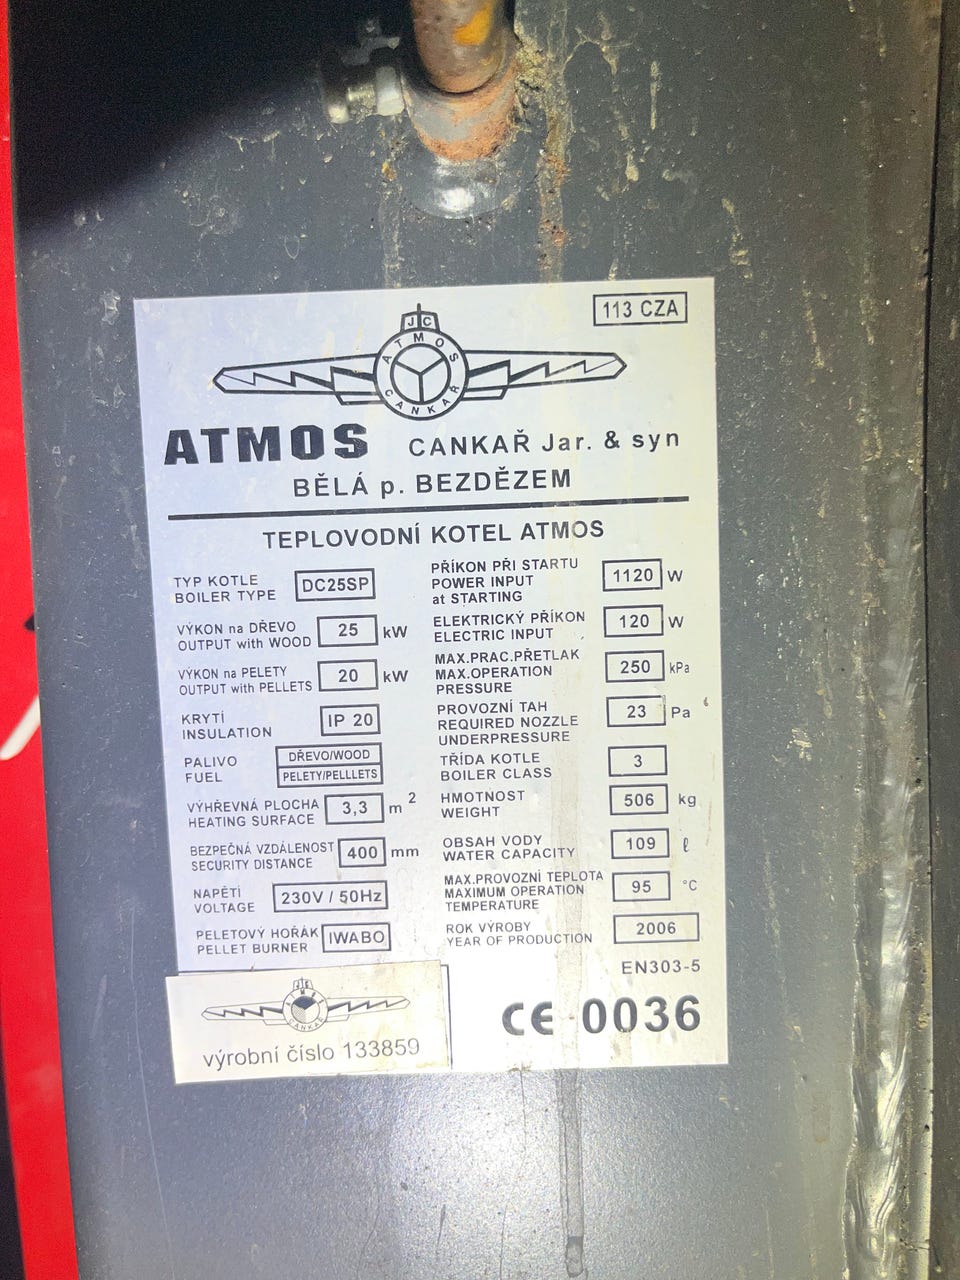 113 CZA
JC
ATMOS
CANKAR
ATMOS CANKAŘ Jar. & syn
BĚLÁ p. BEZDĚZEM
TEPLOVODNÍ KOTEL ATMOS
TYP KOTLE
BOILER TYPE
DC25SP
VÝKON na DŘEVO
OUTPUT with WOOD
25 kW
VÝKON na PELETY
OUTPUT with PELLETS
20 kW
KRYTÍ
INSULATION
IP 20
PALIVO
FUEL
DŘEVO/WOOD
PELETY/PELLLETS
VÝHŘEVNÁ PLOCHA
HEATING SURFACE
3,3 m²
BEZPEČNÁ VZDÁLENOST
SECURITY DISTANCE
400 mm
NAPĚTÍ
VOLTAGE
230V / 50Hz
PELETOVÝ HOŘÁK
PELLET BURNER
IWABO
PŘÍKON PŘI STARTU
POWER INPUT
at STARTING
1120 W
ELEKTRICKÝ PŘÍKON
ELECTRIC INPUT
120 W
MAX.PRAC.PŘETLAK
MAX.OPERATION
PRESSURE
250 kPa
PROVOZNÍ TAH
REQUIRED NOZZLE
UNDERPRESSURE
23 Pa
TŘÍDA KOTLE
BOILER CLASS
3
HMOTNOST
WEIGHT
506 kg
OBSAH VODY
WATER CAPACITY
109 ℓ
MAX.PROVOZNÍ TEPLOTA
MAXIMUM OPERATION
TEMPERATURE
95 °C
ROK VÝROBY
YEAR OF PRODUCTION
2006
EN303-5
CE 0036
JC
ATMOS
CANKAR
výrobní číslo 133859